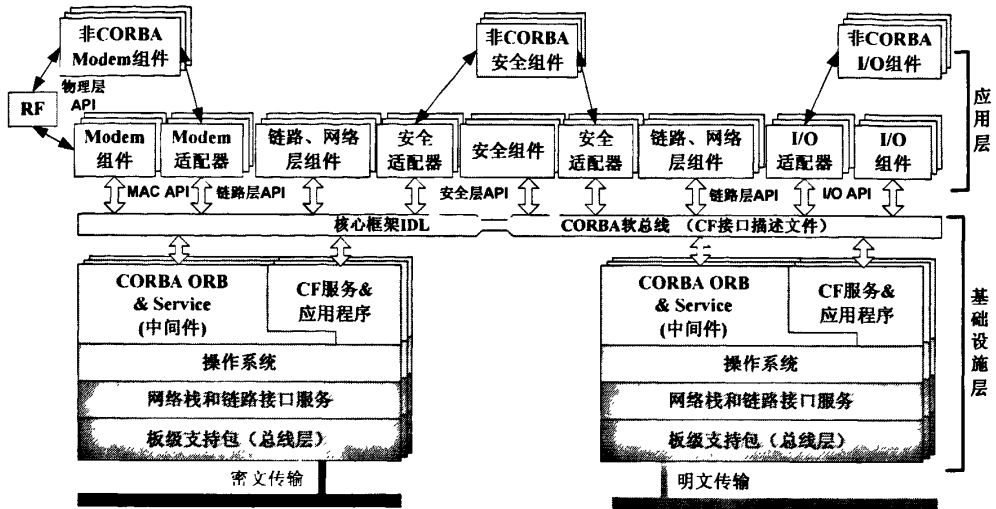 非CORBA
Modem组件
非CORBA
安全组件
非CORBA
I/O组件
物理层
API
RF
Modem
组件
Modem
适配器
链路、网络
层组件
安全
适配器
安全组件
安全
适配器
链路、网络
层组件
I/O
适配器
I/O
组件
应用层
MAC API
链路层API
安全层API
链路层API
I/O API
核心框架IDL
CORBA软总线 (CF接口描述文件)
CORBA ORB
& Service
(中间件)
CF服务&
应用程序
操作系统
网络栈和链路接口服务
板级支持包(总线层)
密文传输
CORBA ORB
& Service
(中间件)
CF服务&
应用程序
操作系统
网络栈和链路接口服务
板级支持包(总线层)
明文传输
基础设施层